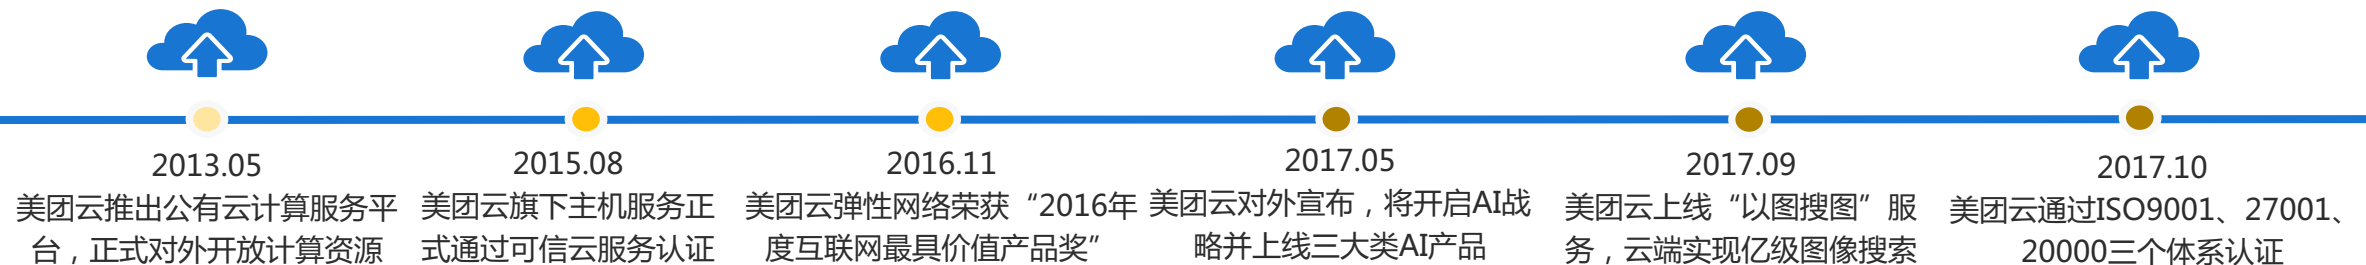 2013.05
美团云推出公有云计算服务平
台，正式对外开放计算资源
2015.08
美团云旗下主机服务正
式通过可信云服务认证
2016.11
美团云弹性网络荣获“2016年
度互联网最具价值产品奖”
2017.05
美团云对外宣布，将开启AI战
略并上线三大类AI产品
2017.09
美团云上线“以图搜图”服
务，云端实现亿级图像搜索
2017.10
美团云通过ISO9001、27001、
20000三个体系认证